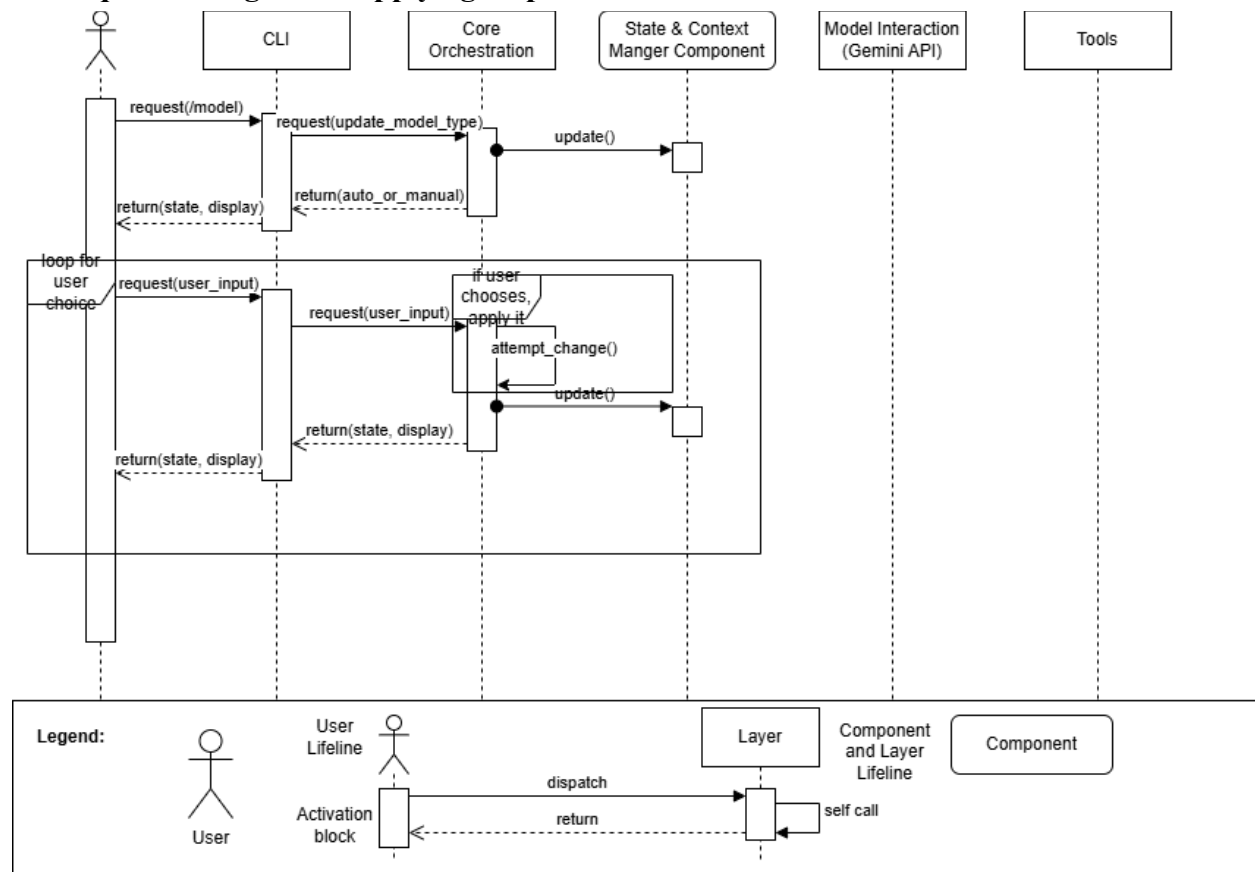 CLI
Core
Orchestration
State & Context
Manger Component
Model Interaction
(Gemini API)
Tools
request(/model)
request(update_model_type)
update()
return(auto_or_manual)
return(state, display)
loop for
user
choice
request(user_input)
if user
chooses,
apply it
request(user_input)
attempt_change()
update()
return(state, display)
return(state, display)
Legend:
User
User
Lifeline
Activation
block
dispatch
return
Layer
self call
Component
and Layer
Lifeline
Component